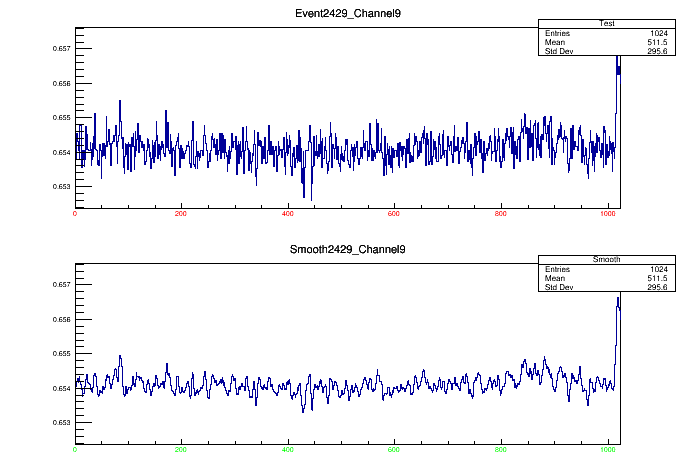 Event2429_Channel9
Test
Entries 1024
Mean 511.5
Std Dev 295.6
0.657
0.656
0.655
0.654
0.653
0 200 400 600 800 1000
Smooth2429_Channel9
Smooth
Entries 1024
Mean 511.5
Std Dev 295.6
0.657
0.656
0.655
0.654
0.653
0 200 400 600 800 1000